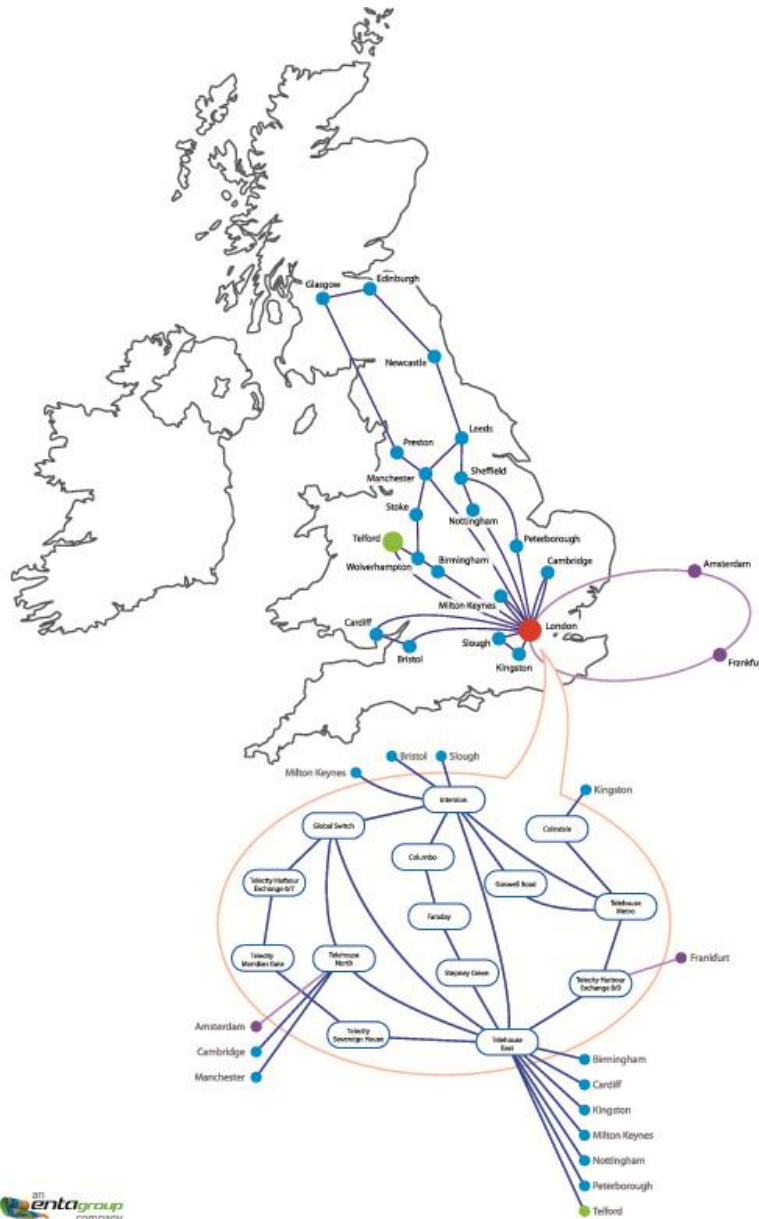 Glasgow
Edinburgh
Newcastle
Leeds
Preston
Manchester
Sheffield
Stoke
Nottingham
Telford
Peterborough
Wolverhampton
Birmingham
Cambridge
Amsterdam
Milton Keynes
Cardiff
London
Slough
Bristol
Kingston
Frankfu
Bristol
Slough
Milton Keynes
Kingston
Interxion
Global Switch
Colindale
Columbo
Telecity Harbour
Exchange 6/7
Goswell Road
Telehouse
Metro
Faraday
Telecity
Meridian Gate
Telehouse
North
Stepney Green
Frankfurt
Telecity Harbour
Exchange 8/9
Amsterdam
Telecity
Sovereign House
Telehouse
East
Cambridge
Birmingham
Manchester
Cardiff
Kingston
Milton Keynes
Nottingham
Peterborough
Telford
an
entagroup
company